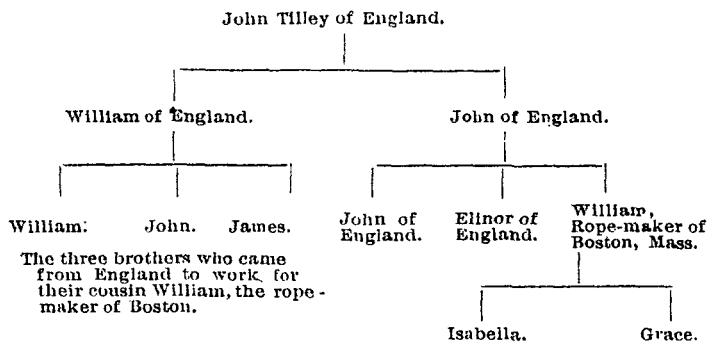 John Tilley of England.
William of England.
John of England.
William.
John.
James.
The three brothers who came
from England to work for
their cousin William, the rope-
maker of Boston.
John of
England.
Elinor of
England.
William,
Rope-maker of
Boston, Mass.
Isabella.
Grace.